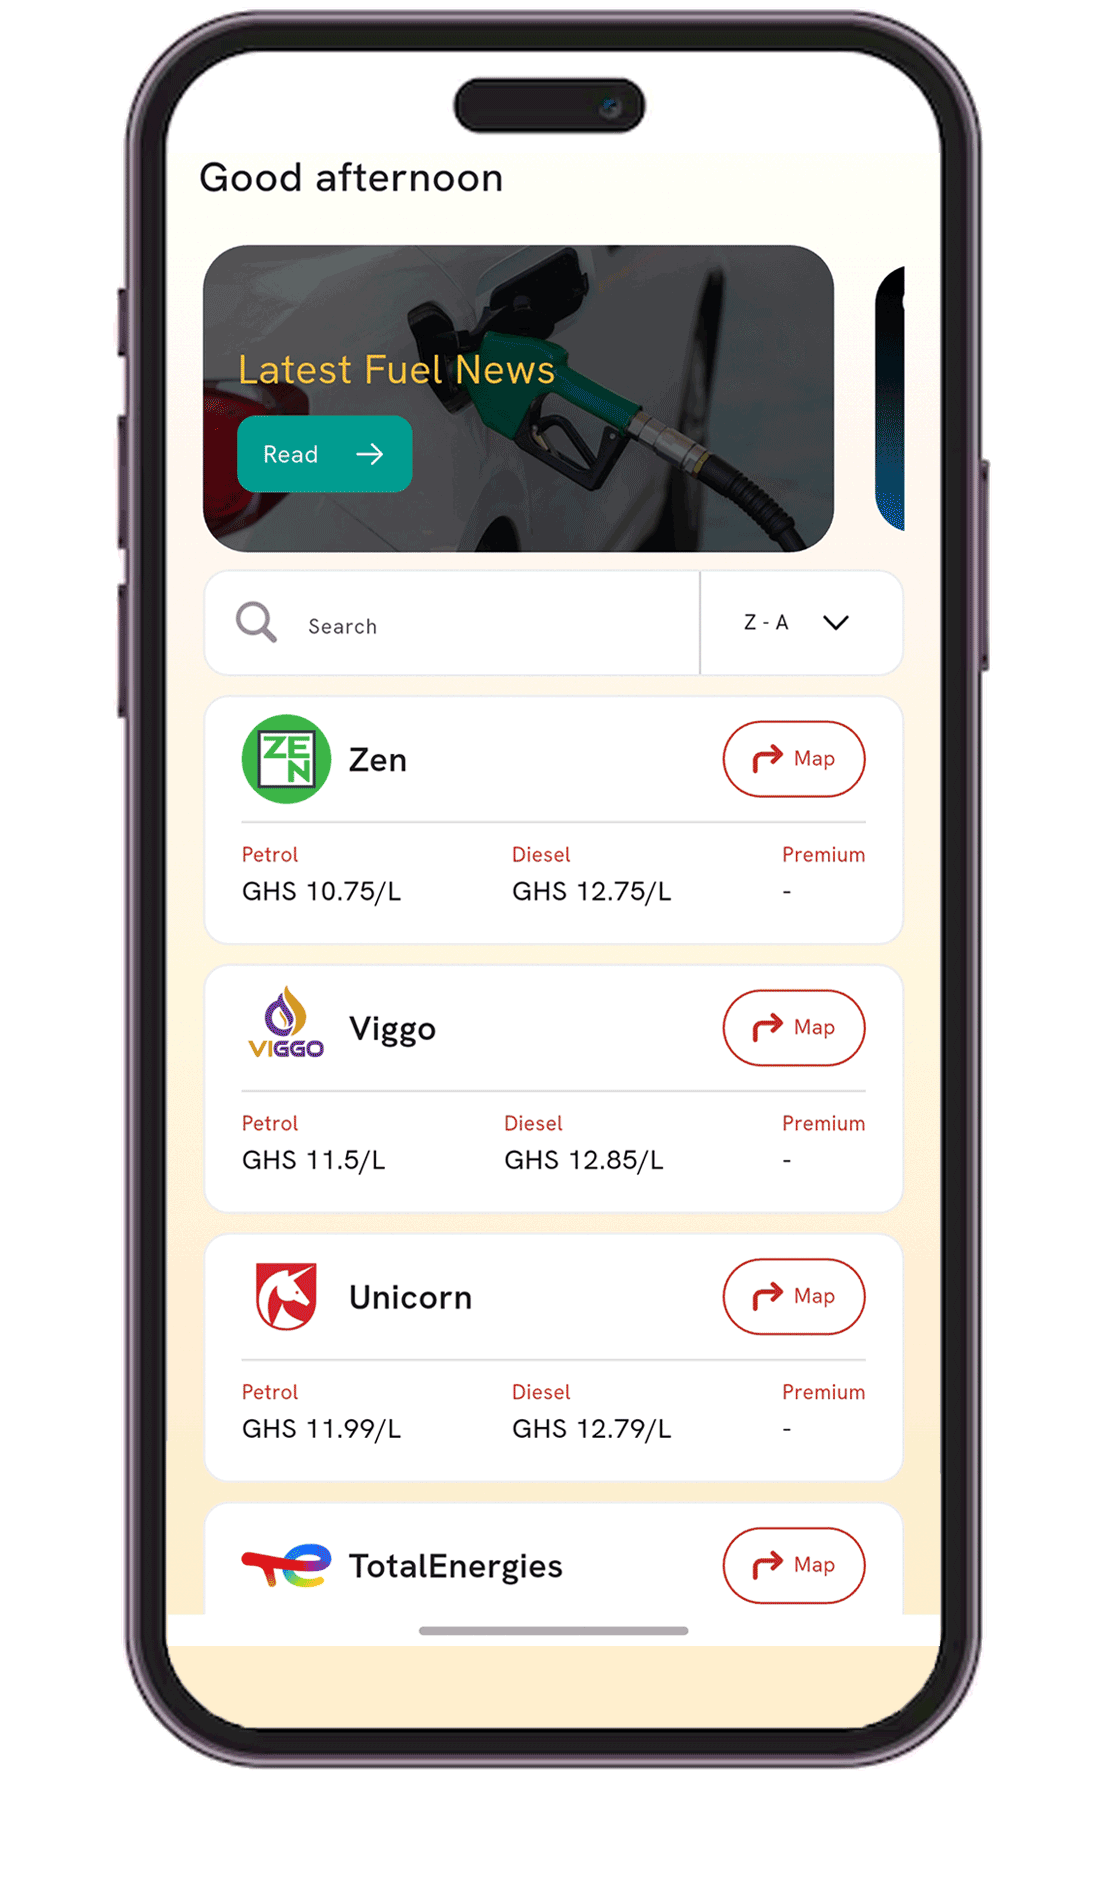 Good afternoon
Latest Fuel News
Read
Search
Z - A
ZEN
Zen
Map
Petrol Diesel Premium
GHS 10.75/L GHS 12.75/L -
VIGGO
Viggo
Map
Petrol Diesel Premium
GHS 11.5/L GHS 12.85/L -
Unicorn
Map
Petrol Diesel Premium
GHS 11.99/L GHS 12.79/L -
TotalEnergies
Map